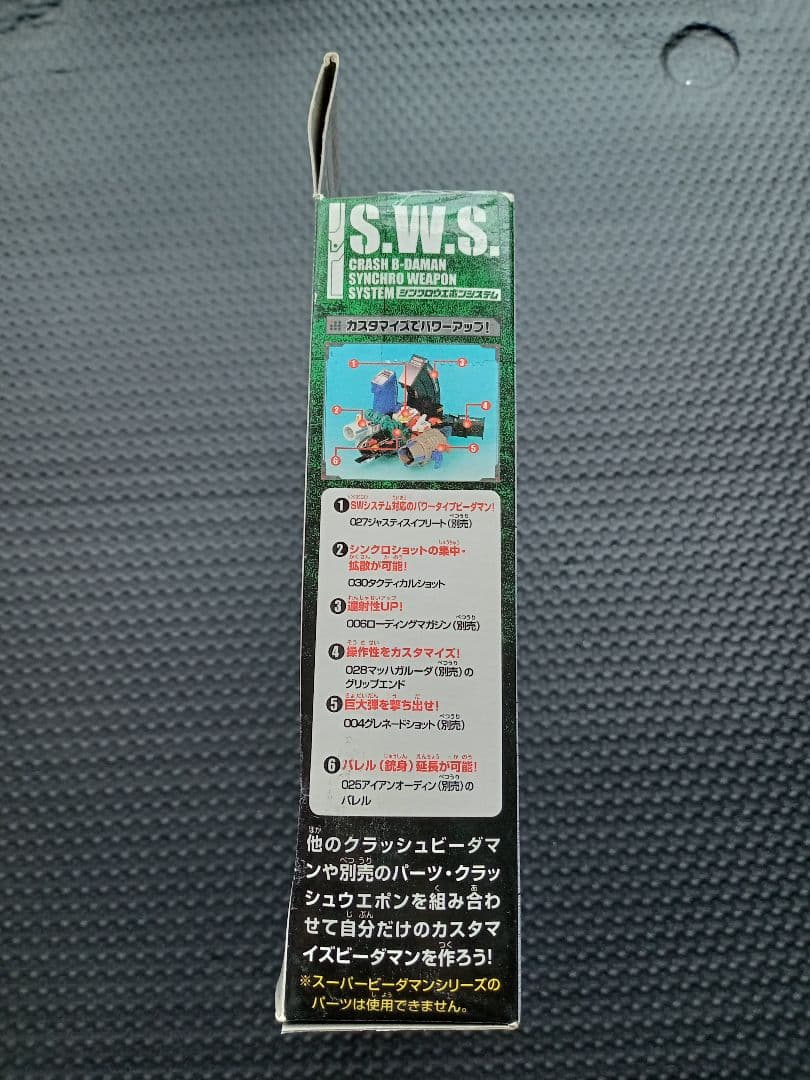 S.W.S.
CRASH B-DAMAN
SYNCHRO WEAPON
SYSTEM シンクロウエポンシステム
カスタマイズでパワーアップ!
1
3
2
4
6
5
1 SWシステム対応のパワータイプビーダマン!
027ジャスティスイフリート(別売)
2 シンクロショットの集中・
拡散が可能!
030タクティカルショット
3 連射性UP!
006ローディングマガジン(別売)
4 操作性をカスタマイズ!
028マッハガルーダ(別売)の
グリップエンド
5 巨大弾を撃ち出せ!
004グレネードショット(別売)
6 バレル(銃身)延長が可能!
025アイアンオーディン(別売)の
バレル
他のクラッシュビーダマ
ンや別売のパーツ・クラッ
シュウエポンを組み合わ
せて自分だけのカスタマ
イズビーダマンを作ろう!
※スーパービーダマンシリーズの
パーツは使用できません。